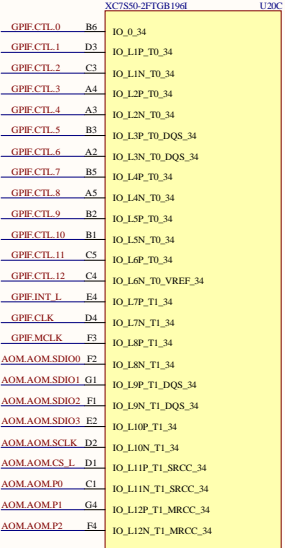 XC7S50-2FTGB196I U20C
GPIF.CTL.0 B6 IO_0_34
GPIF.CTL.1 D3 IO_L1P_T0_34
GPIF.CTL.2 C3 IO_L1N_T0_34
GPIF.CTL.3 A4 IO_L2P_T0_34
GPIF.CTL.4 A3 IO_L2N_T0_34
GPIF.CTL.5 B3 IO_L3P_T0_DQS_34
GPIF.CTL.6 A2 IO_L3N_T0_DQS_34
GPIF.CTL.7 B5 IO_L4P_T0_34
GPIF.CTL.8 A5 IO_L4N_T0_34
GPIF.CTL.9 B2 IO_L5P_T0_34
GPIF.CTL.10 B1 IO_L5N_T0_34
GPIF.CTL.11 C5 IO_L6P_T0_34
GPIF.CTL.12 C4 IO_L6N_T0_VREF_34
GPIF.INT_L E4 IO_L7P_T1_34
GPIF.CLK D4 IO_L7N_T1_34
GPIF.MCLK F3 IO_L8P_T1_34
AOM.AOM.SDIO0 F2 IO_L8N_T1_34
AOM.AOM.SDIO1 G1 IO_L9P_T1_DQS_34
AOM.AOM.SDIO2 F1 IO_L9N_T1_DQS_34
AOM.AOM.SDIO3 E2 IO_L10P_T1_34
AOM.AOM.SCLK D2 IO_L10N_T1_34
AOM.AOM.CS_L D1 IO_L11P_T1_SRCC_34
AOM.AOM.P0 C1 IO_L11N_T1_SRCC_34
AOM.AOM.P1 G4 IO_L12P_T1_MRCC_34
AOM.AOM.P2 F4 IO_L12N_T1_MRCC_34